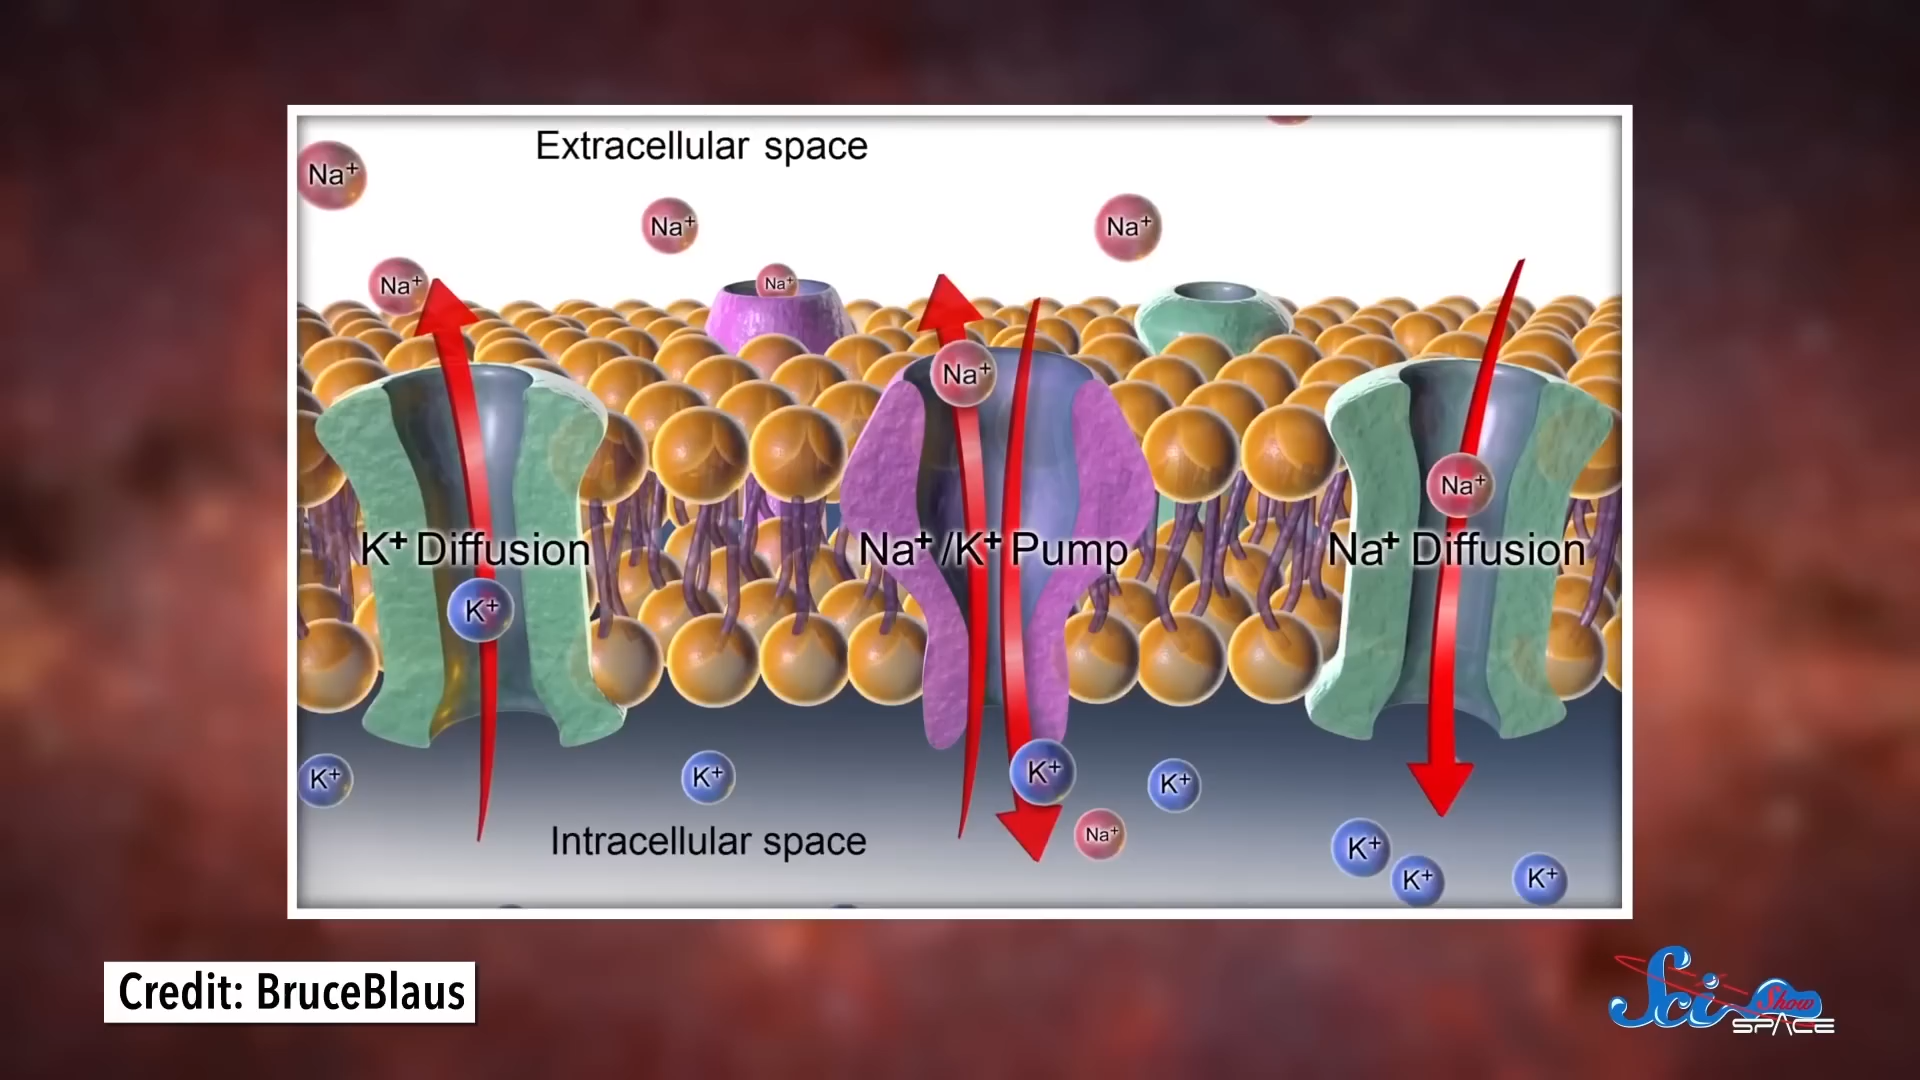 Extracellular space
Na+
Na+
Na+
Na+
Na+
Na+
Na+
K+ Diffusion
Na+/K+ Pump
Na+ Diffusion
K+
K+
K+
K+
K+
Na+
Intracellular space
K+
K+
K+
Credit: BruceBlaus
Sci Show
SPACE